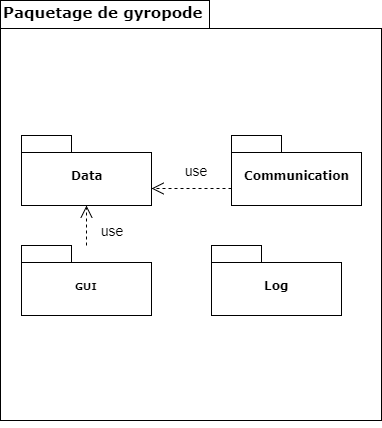 Paquetage de gyropode
Data
use
Communication
use
GUI
Log